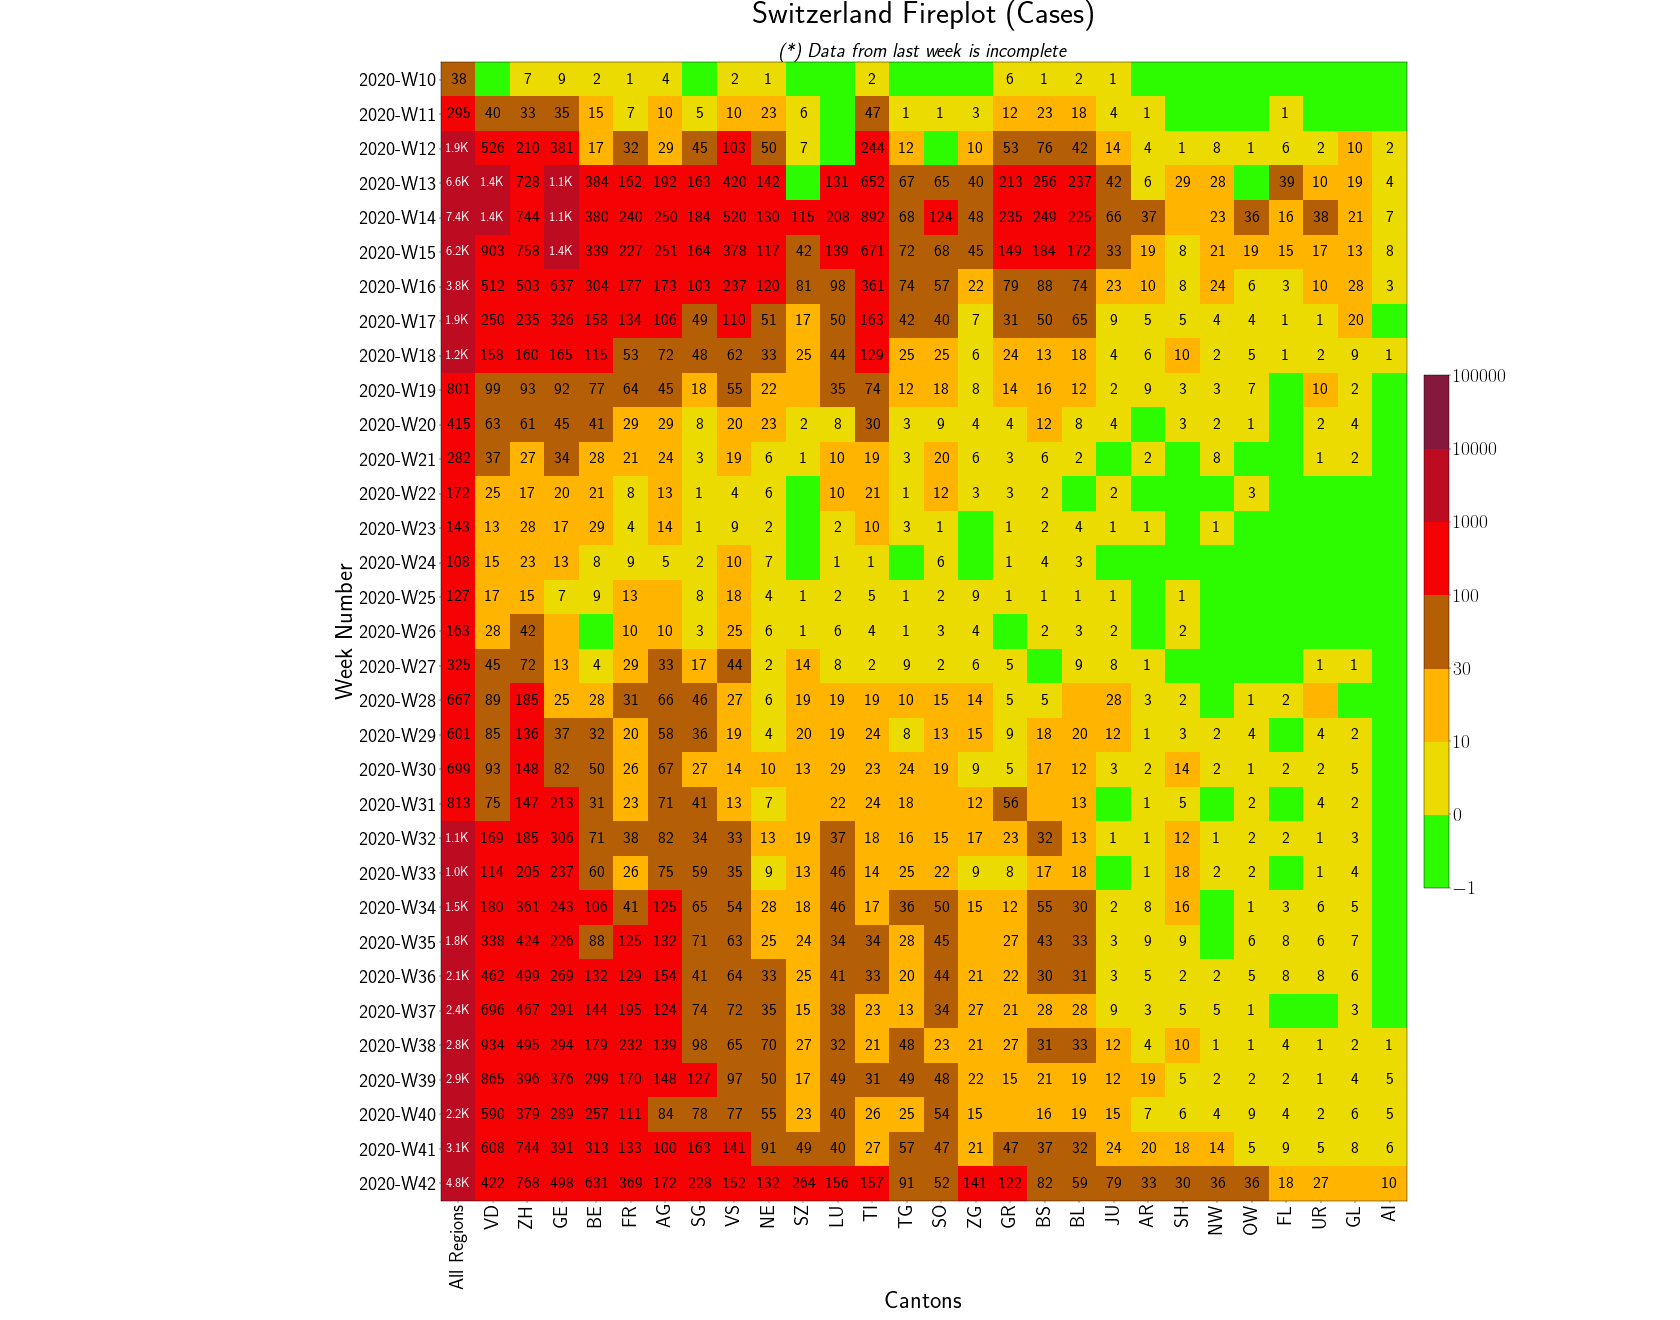 Switzerland Fireplot (Cases)
(*) Data from last week is incomplete
2020-W10 38 7 9 2 1 4 2 1 2 6 1 2 1
2020-W11 295 40 33 35 15 7 10 5 10 23 6 47 1 1 3 12 23 18 4 1 1
2020-W12 1.9K 526 210 381 17 32 29 45 103 50 7 244 12 10 53 76 42 14 4 1 8 1 6 2 10 2
2020-W13 6.6K 1.4K 728 1.1K 384 162 192 163 420 142 131 652 67 65 40 213 256 237 42 6 29 28 39 10 19 4
2020-W14 7.4K 1.4K 744 1.1K 380 240 250 184 520 130 115 208 892 68 124 48 235 249 225 66 37 23 36 16 38 21 7
2020-W15 6.2K 903 758 1.4K 339 227 251 164 378 117 42 139 671 72 68 45 149 184 172 33 19 8 21 19 15 17 13 8
2020-W16 3.8K 512 503 637 304 177 173 103 237 120 81 98 361 74 57 22 79 88 74 23 10 8 24 6 3 10 28 3
2020-W17 1.9K 250 235 326 158 134 106 49 110 51 17 50 163 42 40 7 31 50 65 9 5 5 4 4 1 1 20
2020-W18 1.2K 158 160 165 115 53 72 48 62 33 25 44 129 25 25 6 24 13 18 4 6 10 2 5 1 2 9 1
2020-W19 801 99 93 92 77 64 45 18 55 22 35 74 12 18 8 14 16 12 2 9 3 3 7 10 2
2020-W20 415 63 61 45 41 29 29 8 20 23 2 8 30 3 9 4 4 12 8 4 3 2 1 2 4
2020-W21 282 37 27 34 28 21 24 3 19 6 1 10 19 3 20 6 3 6 2 2 8 1 2
2020-W22 172 25 17 20 21 8 13 1 4 6 10 21 1 12 3 3 2 2 3
2020-W23 143 13 28 17 29 4 14 1 9 2 2 10 3 1 1 2 4 1 1 1
2020-W24 108 15 23 13 8 9 5 2 10 7 1 1 6 1 4 3
2020-W25 127 17 15 7 9 13 8 18 4 1 2 5 1 2 9 1 1 1 1 1
2020-W26 163 28 42 10 10 3 25 6 1 6 4 1 3 4 2 3 2 2
2020-W27 325 45 72 13 4 29 33 17 44 2 14 8 2 9 2 6 5 9 8 1 1 1
2020-W28 667 89 185 25 28 31 66 46 27 6 19 19 19 10 15 14 5 5 28 3 2 1 2
2020-W29 601 85 136 37 32 20 58 36 19 4 20 19 24 8 13 15 9 18 20 12 1 3 2 4 4 2
2020-W30 699 93 148 82 50 26 67 27 14 10 13 29 23 24 19 9 5 17 12 3 2 14 2 1 2 2 5
2020-W31 813 75 147 213 31 23 71 41 13 7 22 24 18 12 56 13 1 5 2 4 2
2020-W32 1.1K 169 185 306 71 38 82 34 33 13 19 37 18 16 15 17 23 32 13 1 1 12 1 2 2 1 3
2020-W33 1.0K 114 205 237 60 26 75 59 35 9 13 46 14 25 22 9 8 17 18 1 18 2 2 1 4
2020-W34 1.5K 180 361 243 106 41 125 65 54 28 18 46 17 36 50 15 12 55 30 2 8 16 1 3 6 5
2020-W35 1.8K 338 424 226 88 125 132 71 63 25 24 34 34 28 45 27 43 33 3 9 9 6 8 6 7
2020-W36 2.1K 462 499 269 132 129 154 41 64 33 25 41 33 20 44 21 22 30 31 3 5 2 2 5 8 8 6
2020-W37 2.4K 696 467 291 144 195 124 74 72 35 15 38 23 13 34 27 21 28 28 9 3 5 5 1 3
2020-W38 2.8K 934 495 294 179 232 139 98 65 70 27 32 21 48 23 21 27 31 33 12 4 10 1 1 4 1 2 1
2020-W39 2.9K 865 396 376 299 170 148 127 97 50 17 49 31 49 48 22 15 21 19 12 19 5 2 2 2 1 4 5
2020-W40 2.2K 590 379 289 257 111 84 78 77 55 23 40 26 25 54 15 16 19 15 7 6 4 9 4 2 6 5
2020-W41 3.1K 608 744 391 313 133 100 163 141 91 49 40 27 57 47 21 47 37 32 24 20 18 14 5 9 5 8 6
2020-W42 4.8K 422 768 498 631 369 172 228 152 132 264 156 157 91 52 141 122 82 59 79 33 30 36 36 18 27 10
All Regions VD ZH GE BE FR AG SG VS NE SZ LU TI TG SO ZG GR BS BL JU AR SH NW OW FL UR GL AI
Week Number
Cantons
100000
10000
1000
100
30
10
0
−1